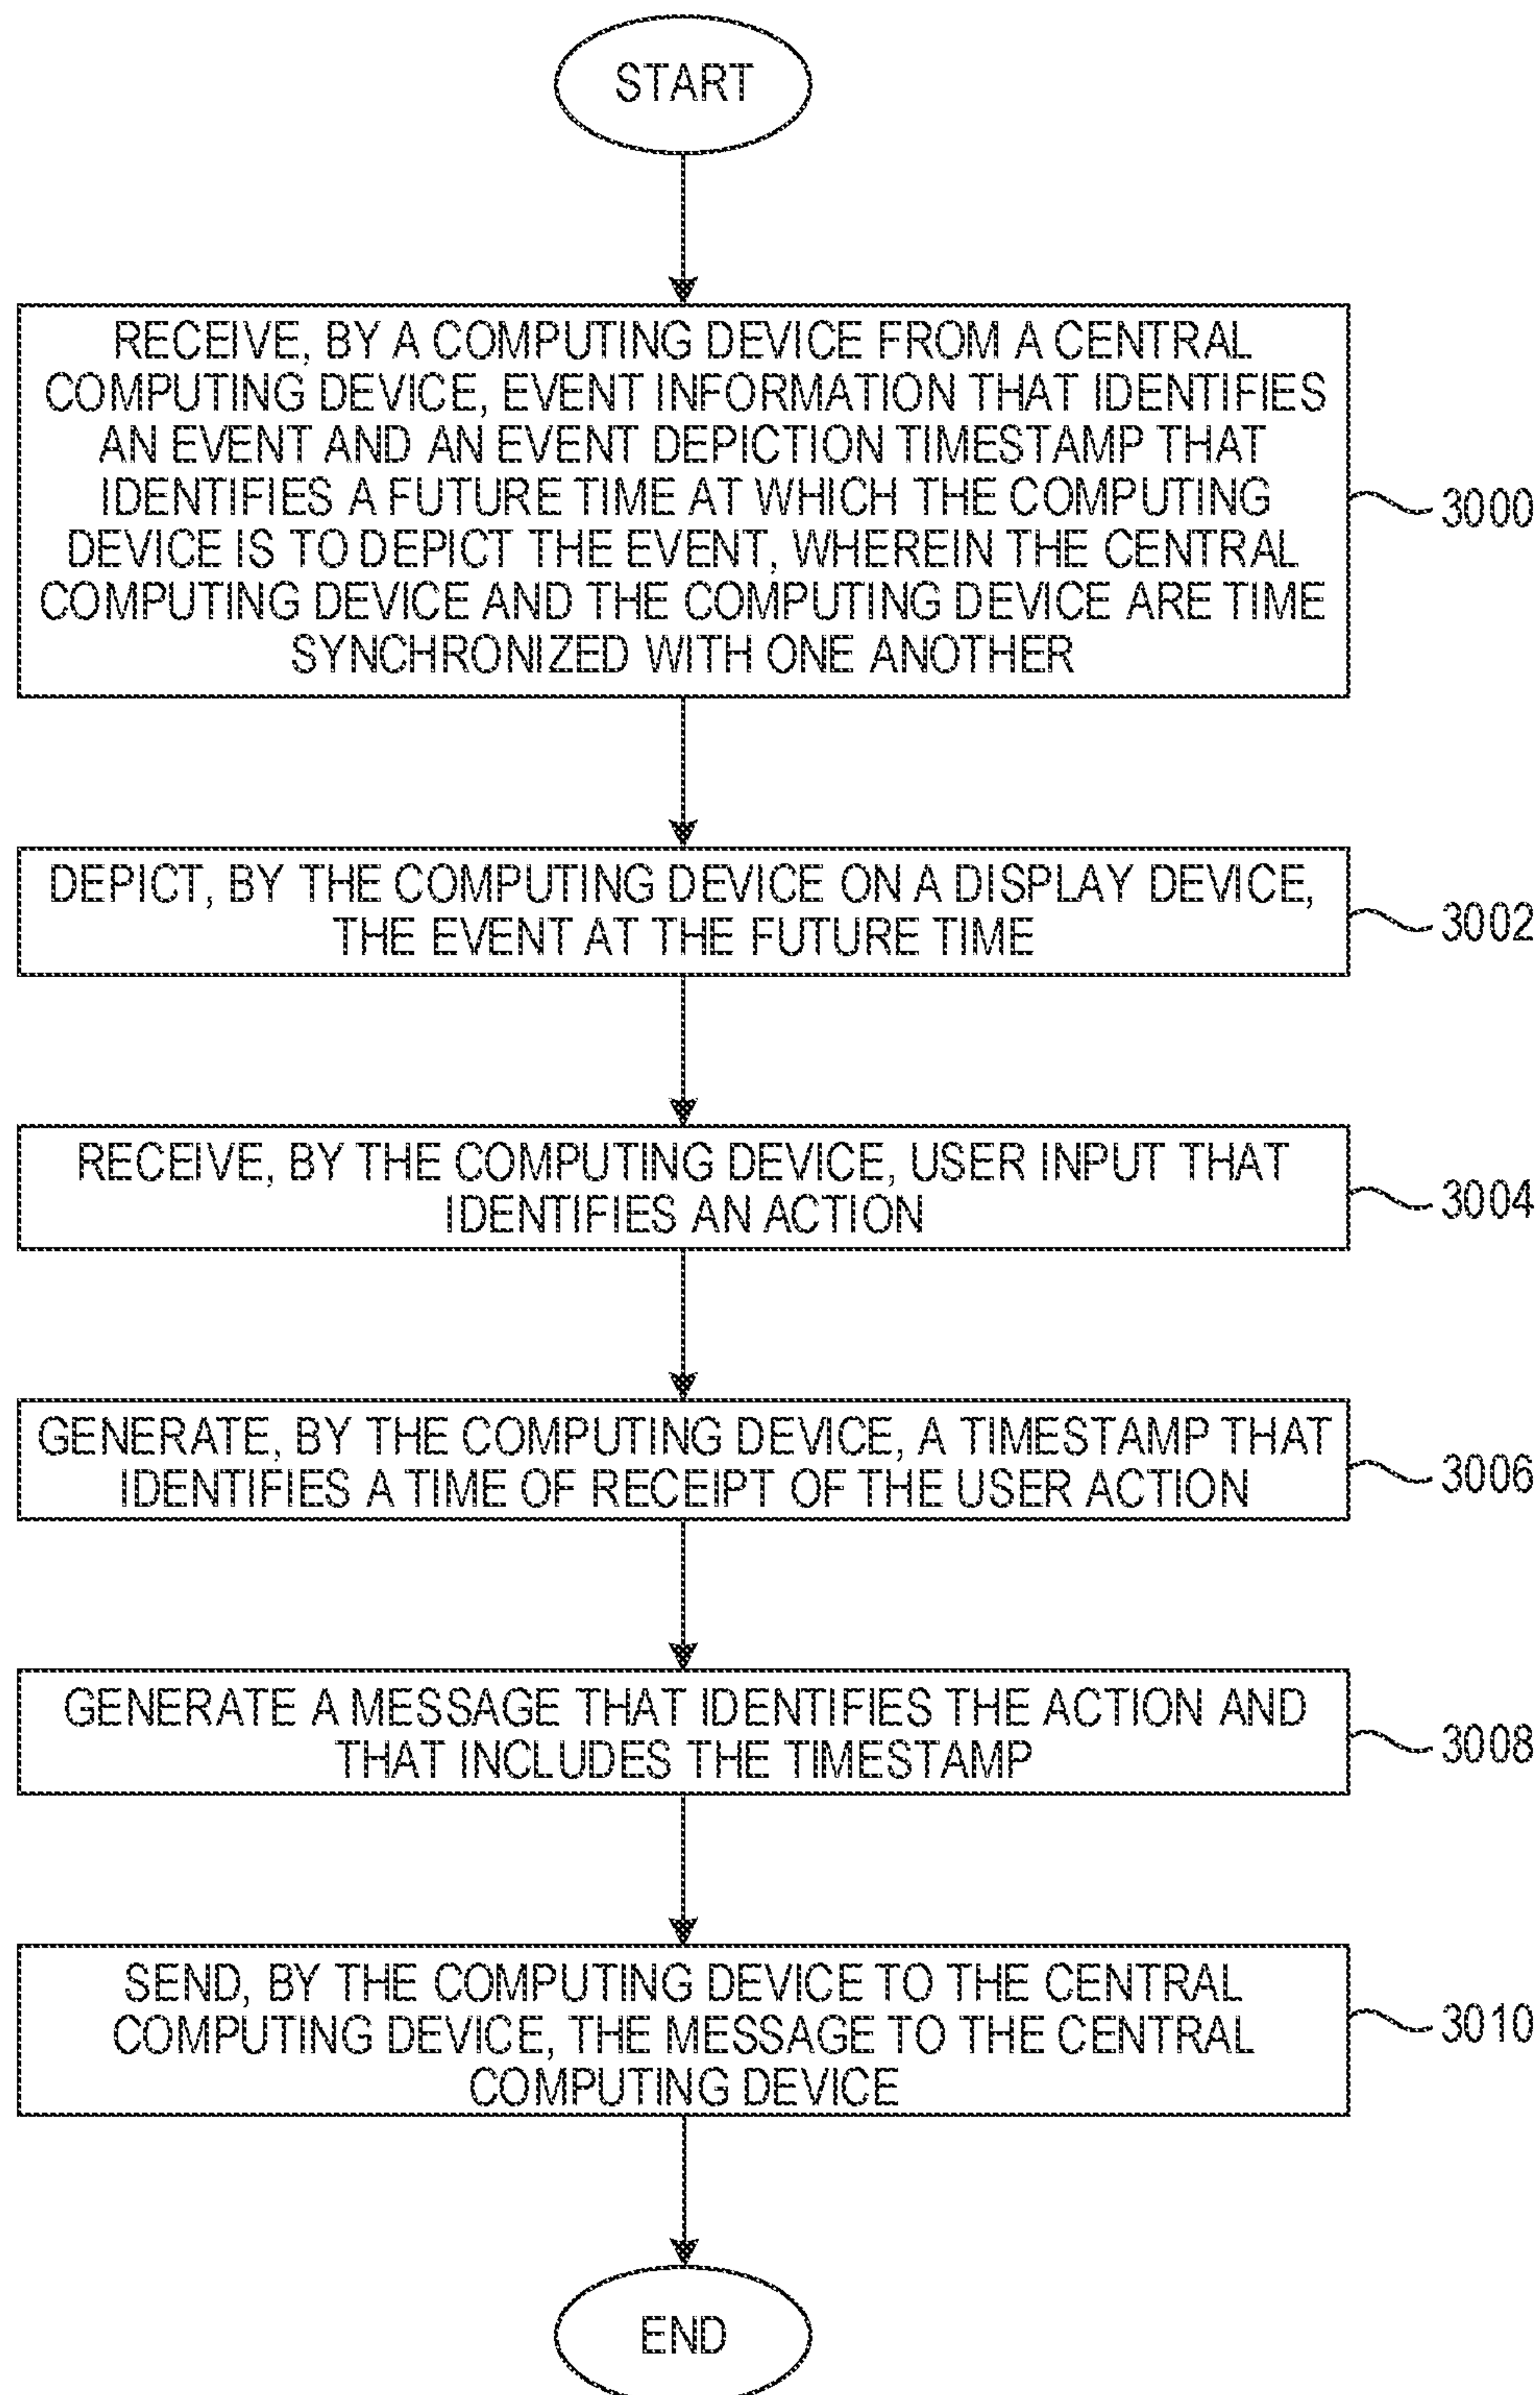 START
RECEIVE, BY A COMPUTING DEVICE FROM A CENTRAL
COMPUTING DEVICE, EVENT INFORMATION THAT IDENTIFIES
AN EVENT AND AN EVENT DEPICTION TIMESTAMP THAT
IDENTIFIES A FUTURE TIME AT WHICH THE COMPUTING
DEVICE IS TO DEPICT THE EVENT, WHEREIN THE CENTRAL
COMPUTING DEVICE AND THE COMPUTING DEVICE ARE TIME
SYNCHRONIZED WITH ONE ANOTHER
3000
DEPICT, BY THE COMPUTING DEVICE ON A DISPLAY DEVICE,
THE EVENT AT THE FUTURE TIME
3002
RECEIVE, BY THE COMPUTING DEVICE, USER INPUT THAT
IDENTIFIES AN ACTION
3004
GENERATE, BY THE COMPUTING DEVICE, A TIMESTAMP THAT
IDENTIFIES A TIME OF RECEIPT OF THE USER ACTION
3006
GENERATE A MESSAGE THAT IDENTIFIES THE ACTION AND
THAT INCLUDES THE TIMESTAMP
3008
SEND, BY THE COMPUTING DEVICE TO THE CENTRAL
COMPUTING DEVICE, THE MESSAGE TO THE CENTRAL
COMPUTING DEVICE
3010
END